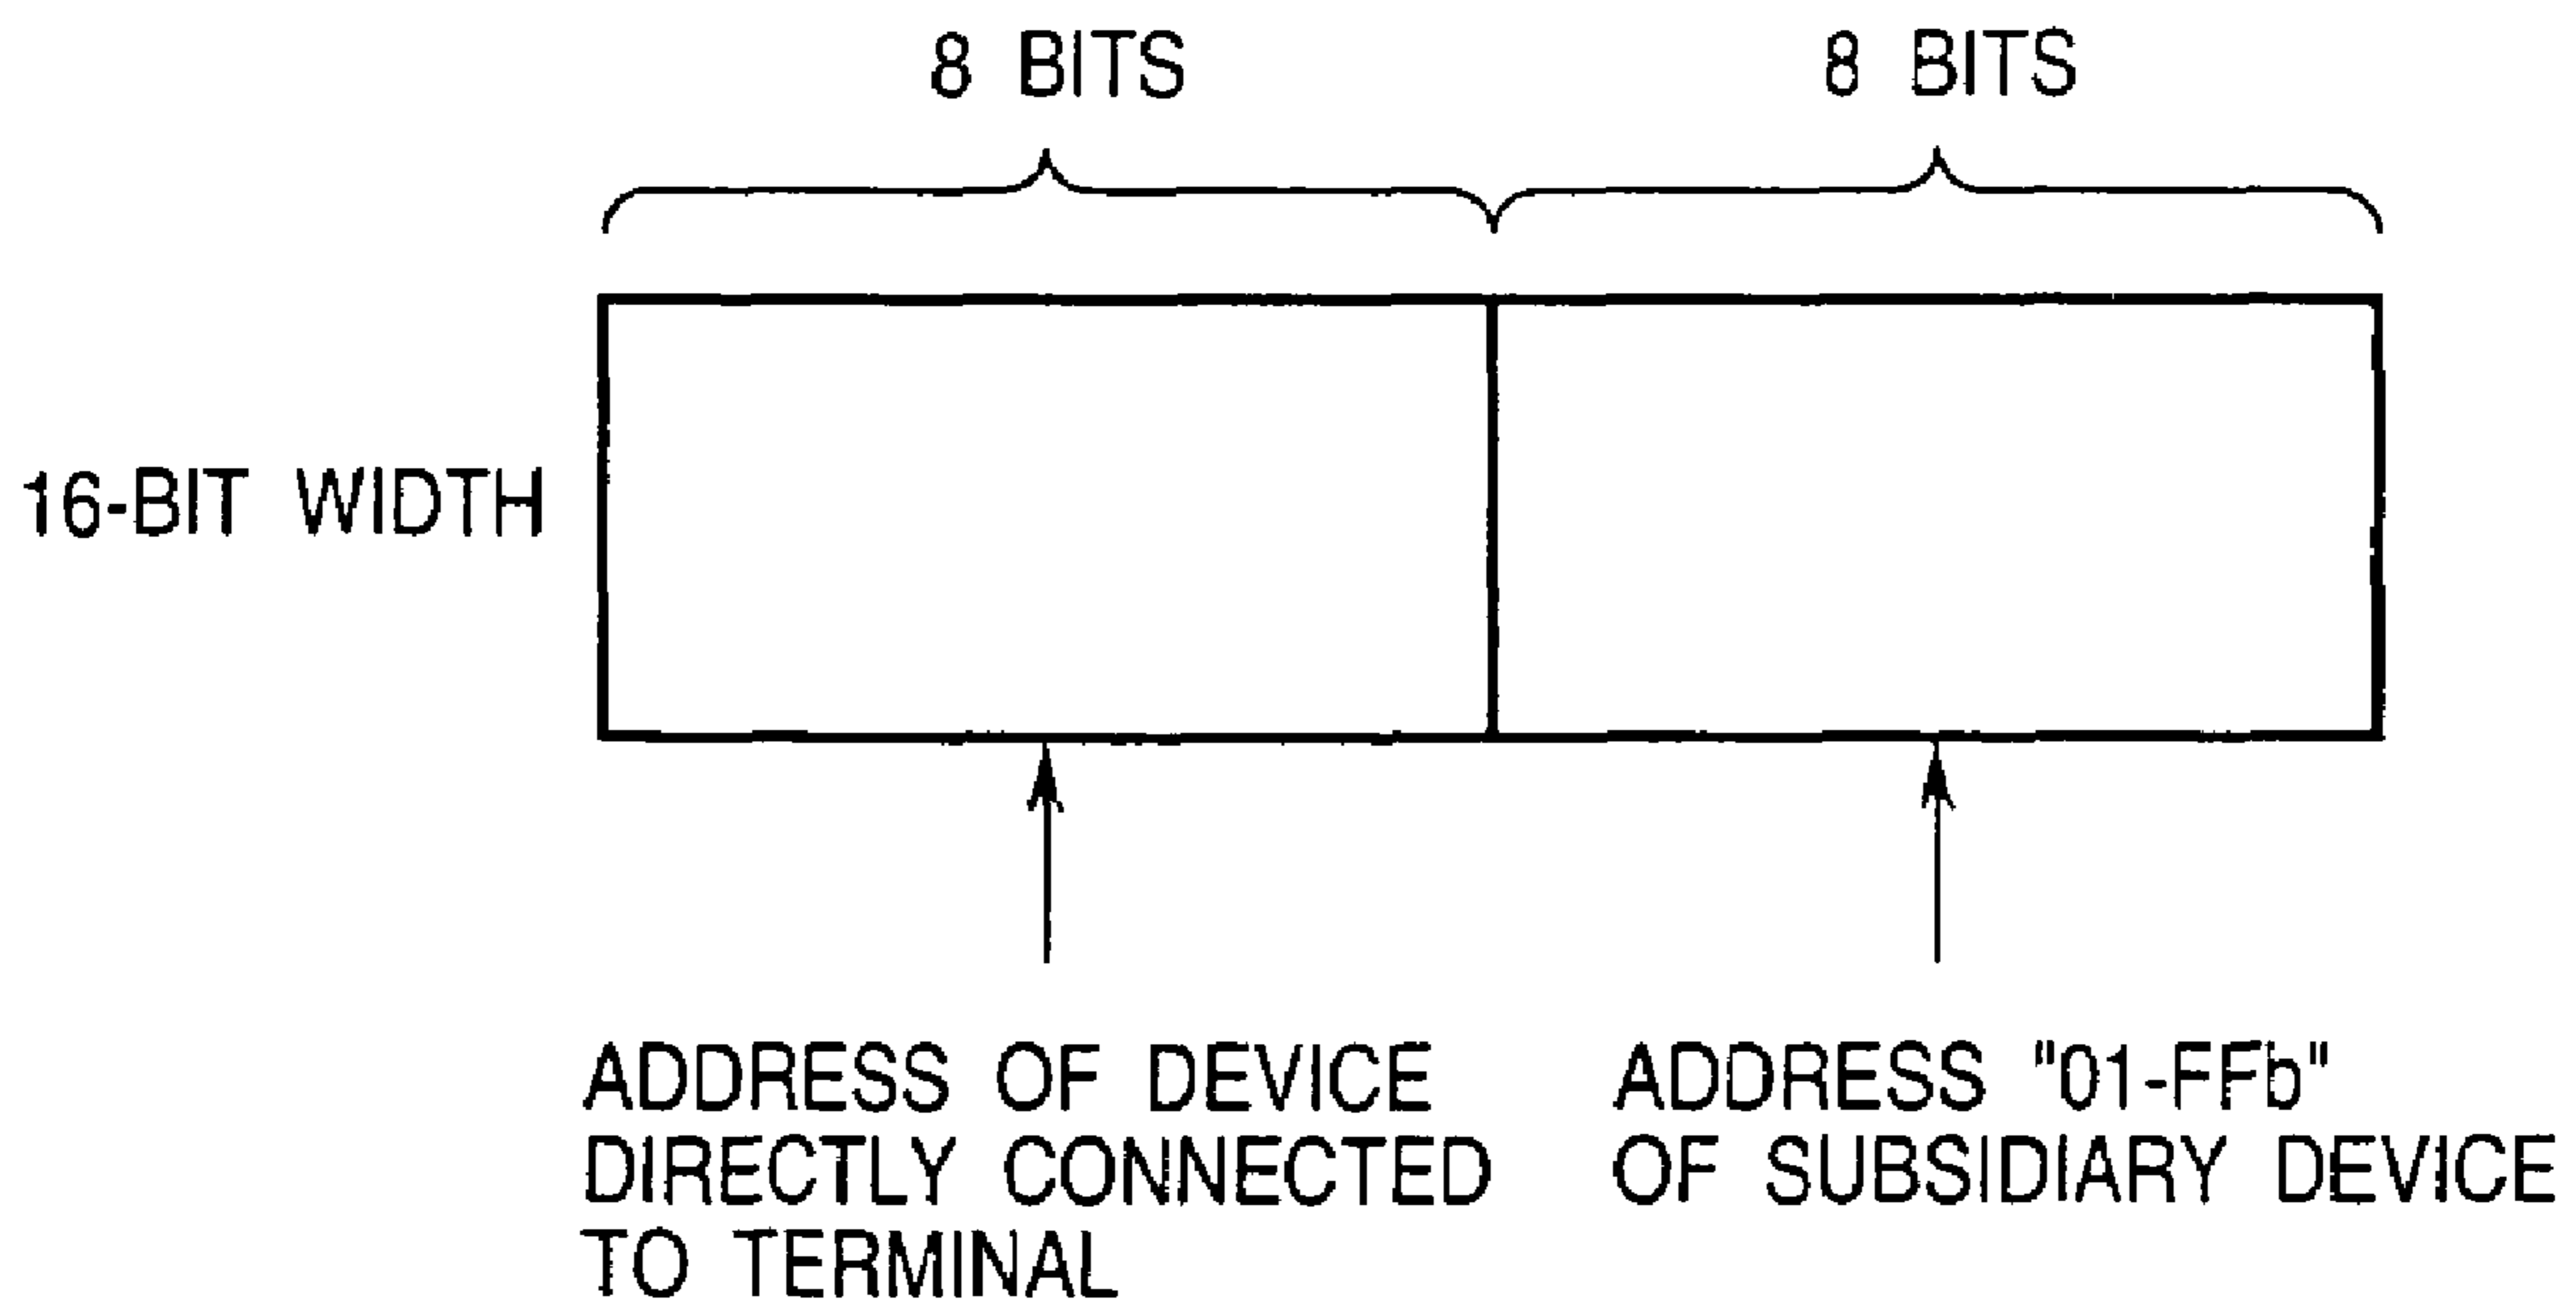 8 BITS 8 BITS
16-BIT WIDTH
ADDRESS OF DEVICE
DIRECTLY CONNECTED
TO TERMINAL
ADDRESS "01-FFb"
OF SUBSIDIARY DEVICE